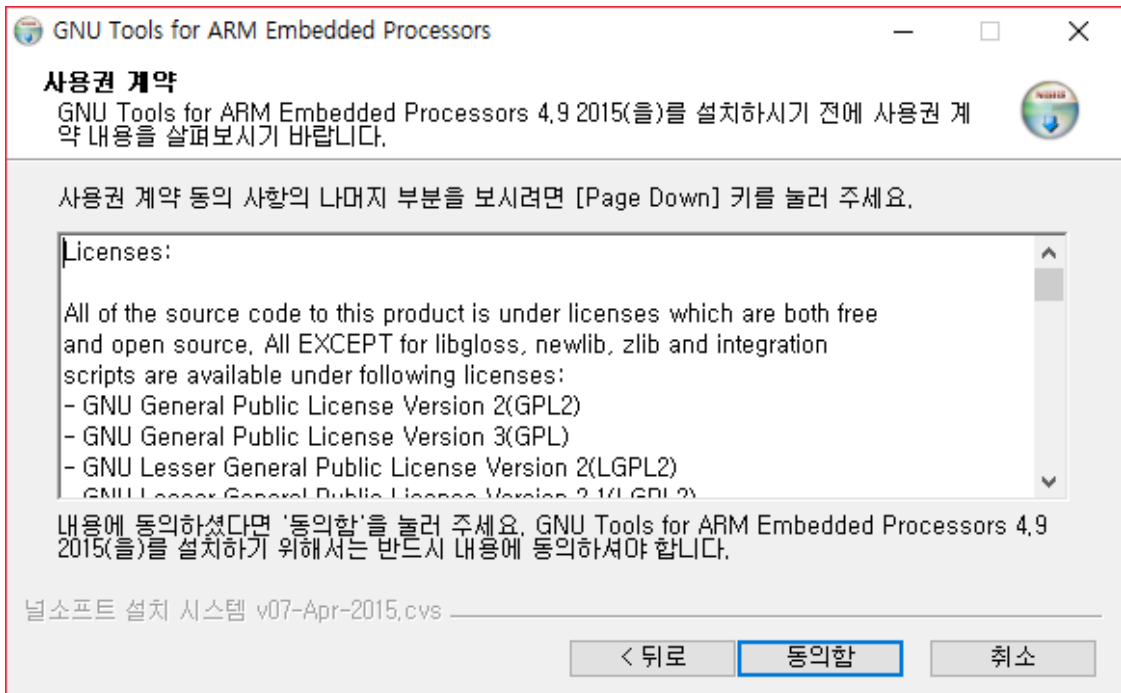 GNU Tools for ARM Embedded Processors
사용권 계약
GNU Tools for ARM Embedded Processors 4.9 2015(을)를 설치하시기 전에 사용권 계
약 내용을 살펴보시기 바랍니다.
사용권 계약 동의 사항의 나머지 부분을 보시려면 [Page Down] 키를 눌러 주세요.
Licenses:
All of the source code to this product is under licenses which are both free
and open source. All EXCEPT for libgloss, newlib, zlib and integration
scripts are available under following licenses:
- GNU General Public License Version 2(GPL2)
- GNU General Public License Version 3(GPL)
- GNU Lesser General Public License Version 2(LGPL2)
- GNU Lesser General Public License Version 2.1(LGPL2)
내용에 동의하셨다면 '동의함'을 눌러 주세요. GNU Tools for ARM Embedded Processors 4.9
2015(을)를 설치하기 위해서는 반드시 내용에 동의하셔야 합니다.
널소프트 설치 시스템 v07-Apr-2015.cvs
< 뒤로
동의함
취소